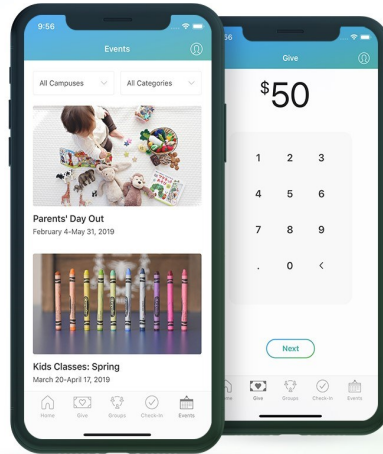 9:56
Events
All Campuses
All Categories
Parents' Day Out
February 4-May 31, 2019
Kids Classes: Spring
March 20-April 17, 2019
Home
Give
Groups
Check-In
Events
56
Give
$50
1 2 3
4 5 6
7 8 9
. 0 <
Next
Home
Give
Groups
Check-In
Events